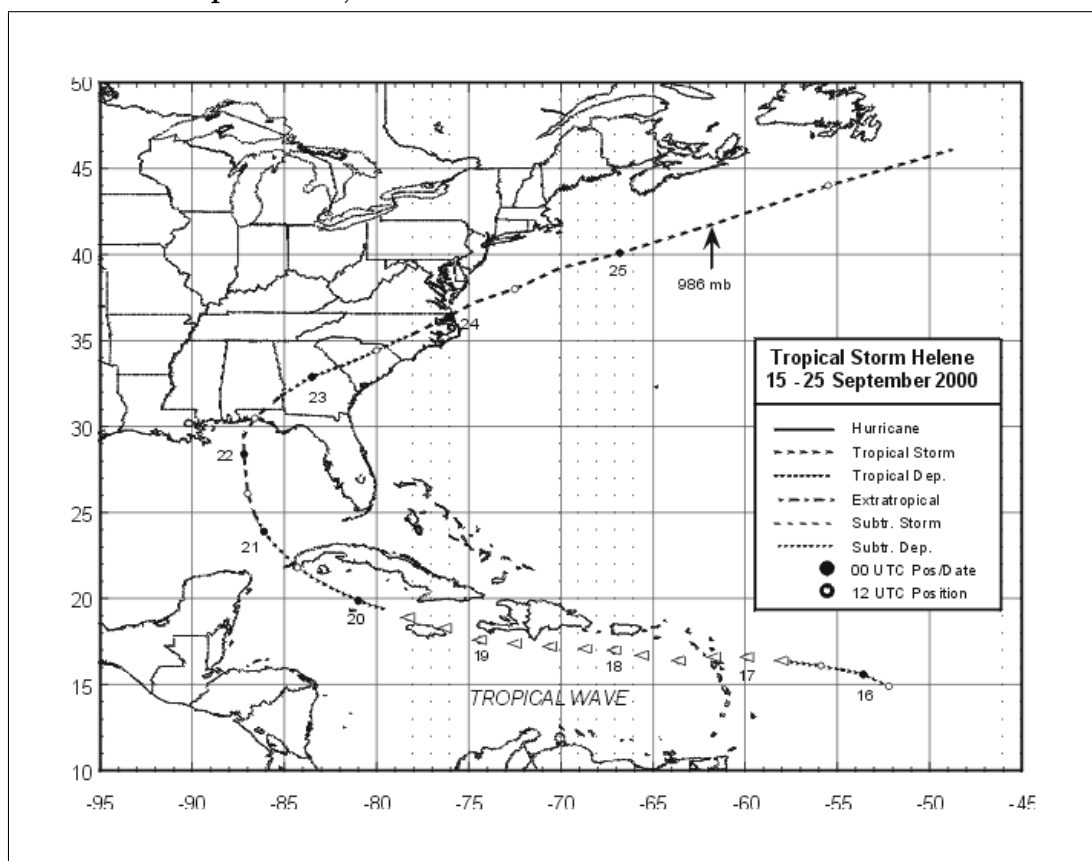 50
45
40
35
30
25
20
15
10
-95
-90
-85
-80
-75
-70
-65
-60
-55
-50
-45
25
986 mb
24
23
22
21
20
19
18
17
16
TROPICAL WAVE
Tropical Storm Helene
15 - 25 September 2000
Hurricane
Tropical Storm
Tropical Dep.
Extratropical
Subtr. Storm
Subtr. Dep.
00 UTC Pos/Date
12 UTC Position